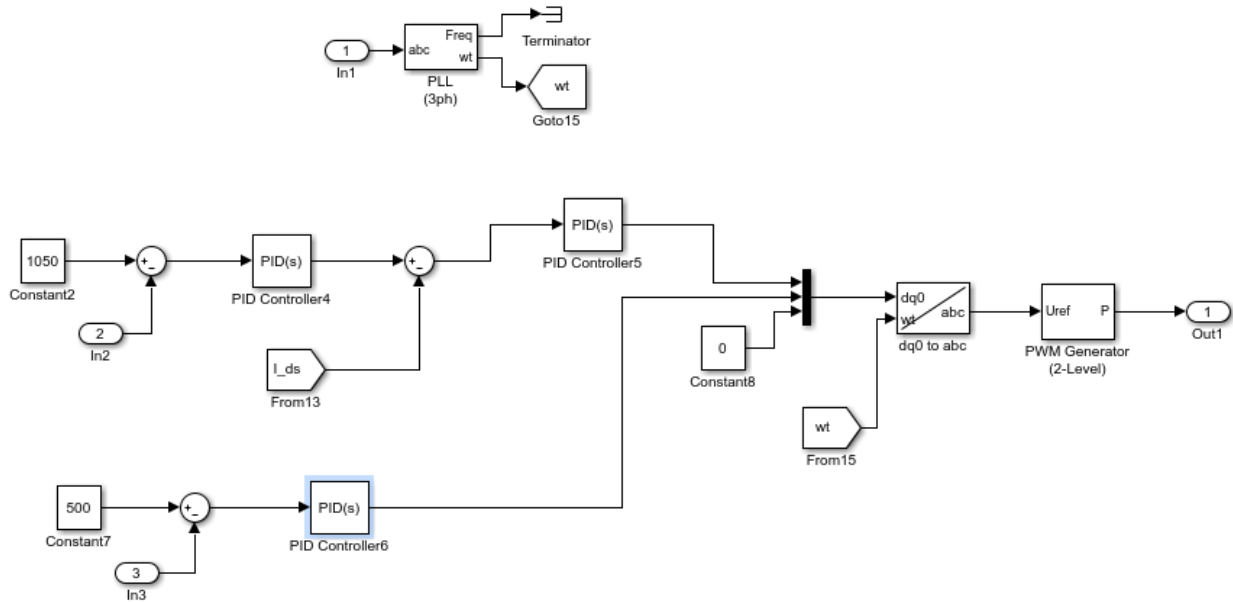 Freq
Terminator
1
abc
wt
In1
PLL
(3ph)
wt
Goto15
PID(s)
1050
PID(s)
PID Controller5
Constant2
PID Controller4
dq0
wt
abc
Uref
P
1
2
In2
0
dq0 to abc
PWM Generator
(2-Level)
Out1
I_ds
Constant8
From13
wt
From15
500
PID(s)
Constant7
PID Controller6
3
In3